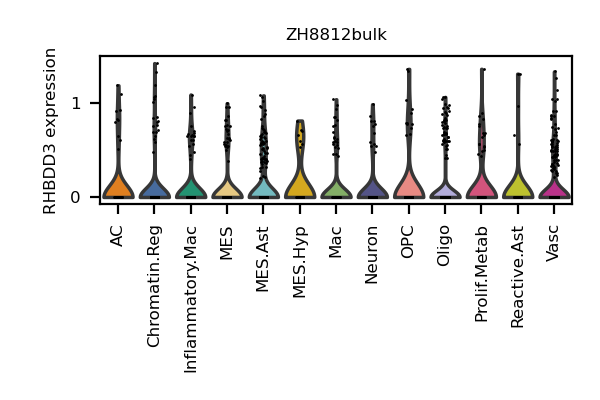 ZH8812bulk
RHBDD3 expression
1
0
AC
Chromatin.Reg
Inflammatory.Mac
MES
MES.Ast
MES.Hyp
Mac
Neuron
OPC
Oligo
Prolif.Metab
Reactive.Ast
Vasc